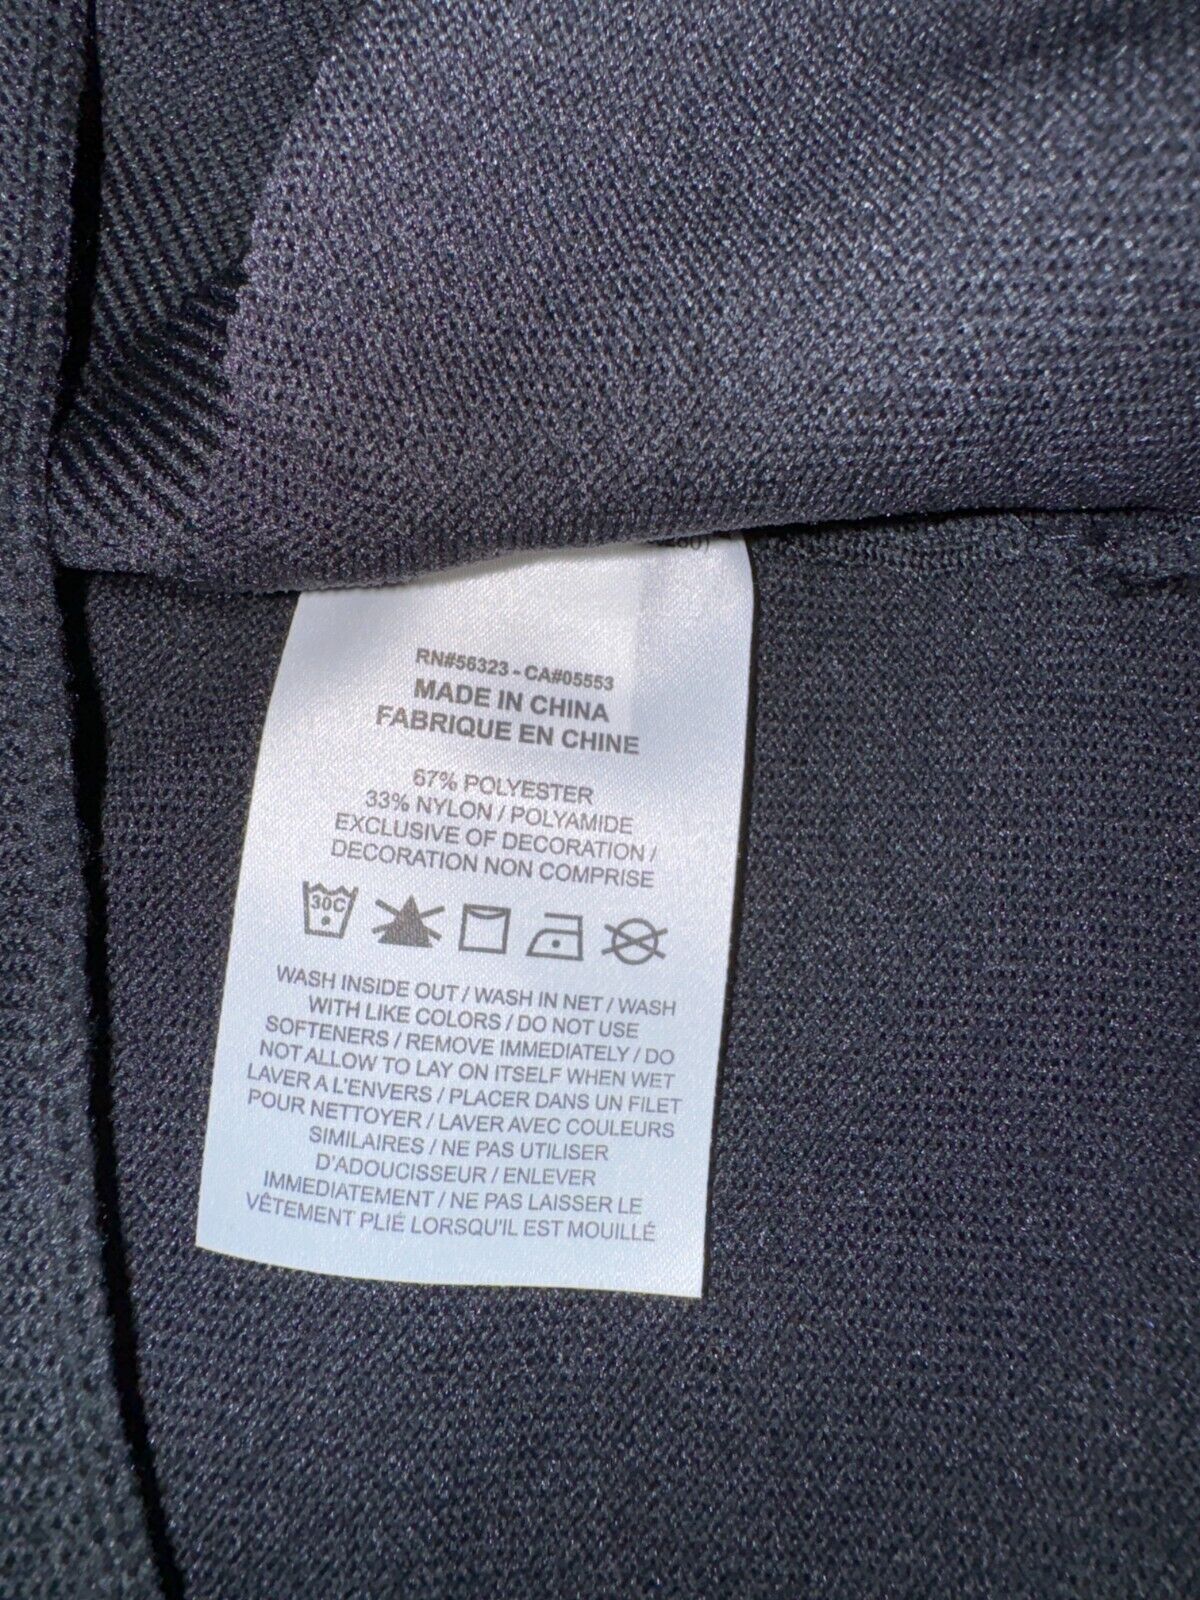 RN#56323 - CA#05553
MADE IN CHINA
FABRIQUE EN CHINE
67% POLYESTER
33% NYLON / POLYAMIDE
EXCLUSIVE OF DECORATION /
DECORATION NON COMPRISE
30C
WASH INSIDE OUT / WASH IN NET / WASH
WITH LIKE COLORS / DO NOT USE
SOFTENERS / REMOVE IMMEDIATELY / DO
NOT ALLOW TO LAY ON ITSELF WHEN WET
LAVER A L'ENVERS / PLACER DANS UN FILET
POUR NETTOYER / LAVER AVEC COULEURS
SIMILAIRES / NE PAS UTILISER
D'ADOUCISSEUR / ENLEVER
IMMEDIATEMENT / NE PAS LAISSER LE
VÊTEMENT PLIÉ LORSQU'IL EST MOUILLÉ